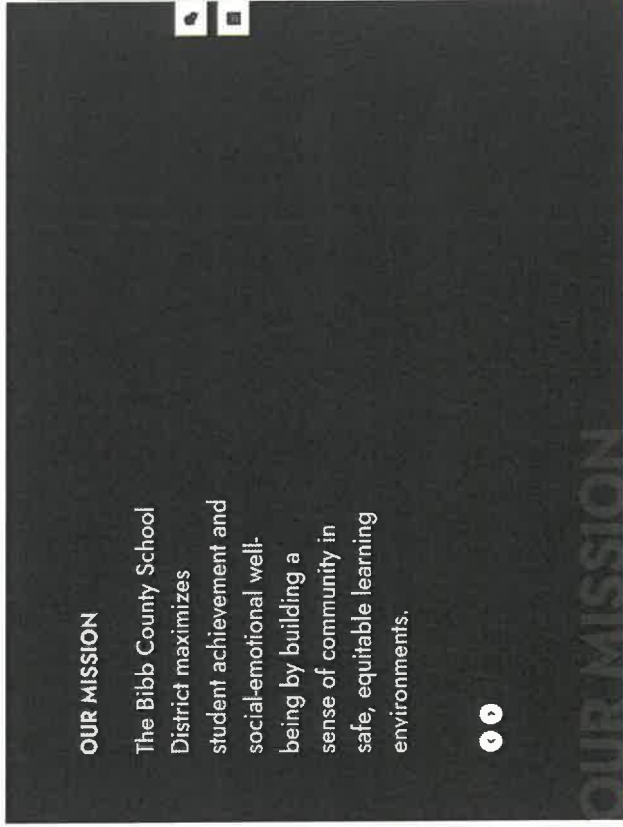 OUR MISSION
The Bibb County School
District maximizes
student achievement and
social-emotional well-
being by building a
sense of community in
safe, equitable learning
environments.
OUR MISSION